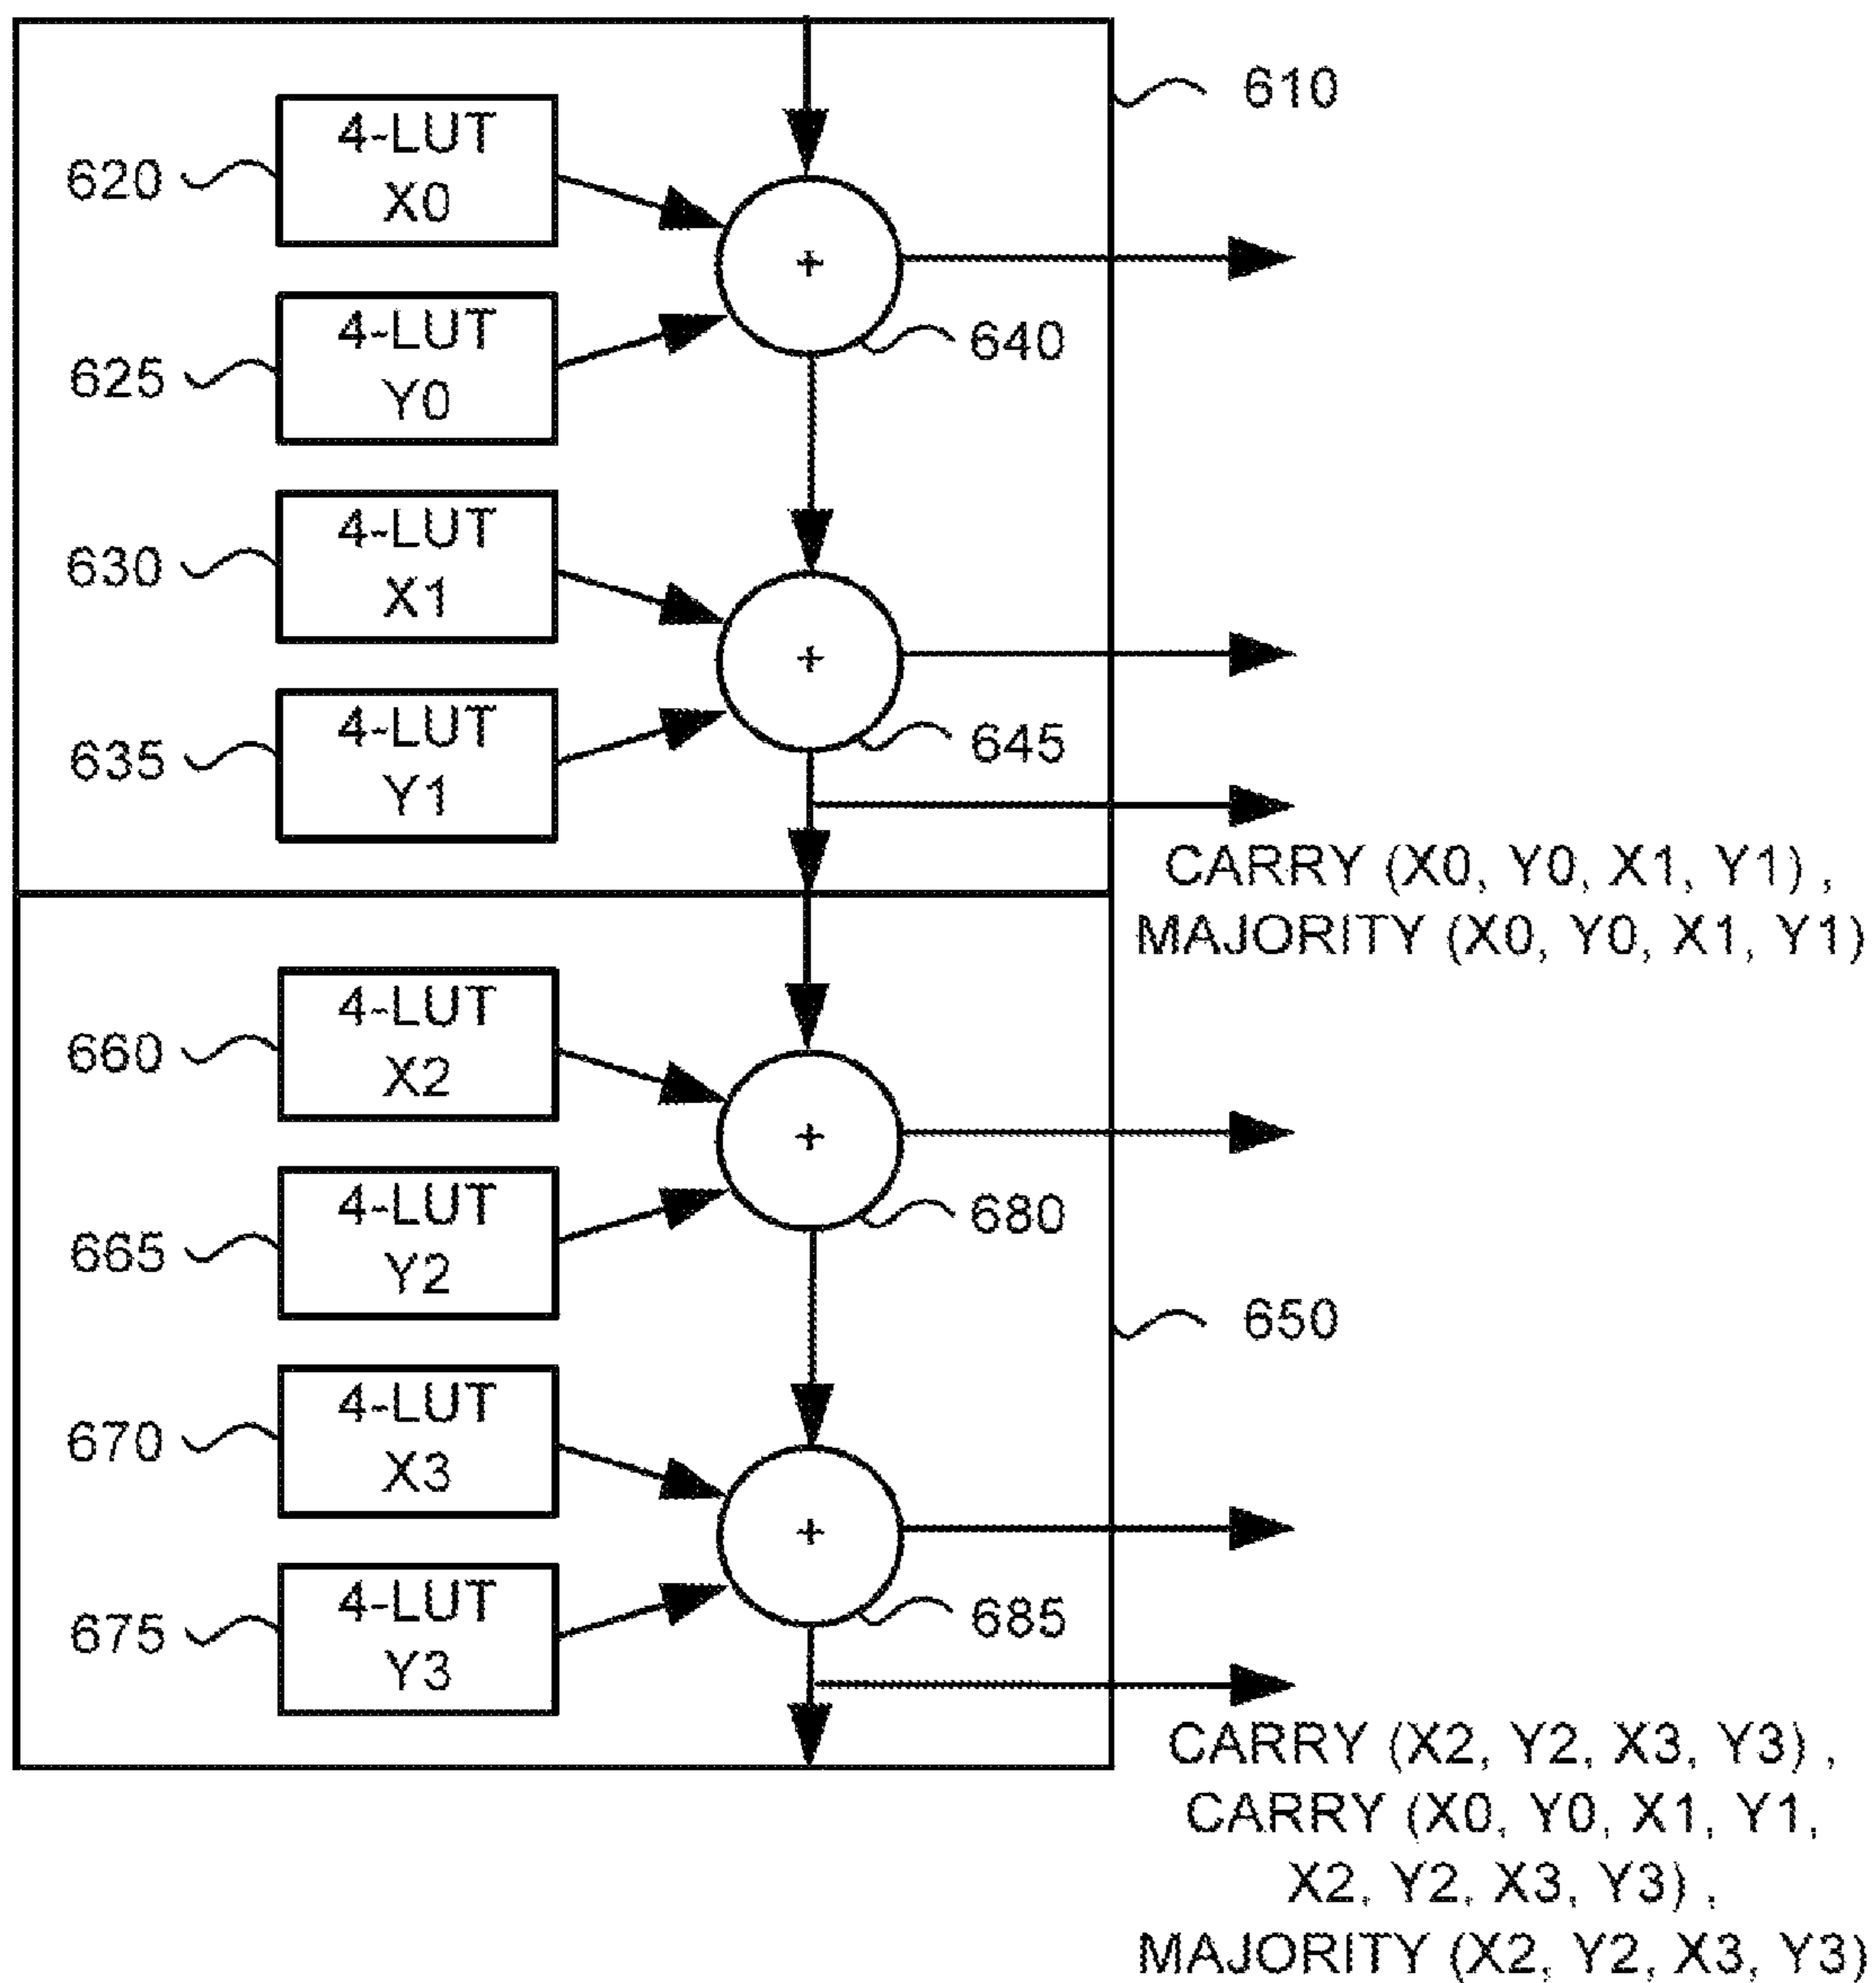 610
4-LUT
X0
620
+
4-LUT
Y0
625
640
4-LUT
X1
630
+
4-LUT
Y1
635
645
CARRY (X0, Y0, X1, Y1) ,
MAJORITY (X0, Y0, X1, Y1)
4-LUT
X2
660
+
4-LUT
Y2
665
680
650
4-LUT
X3
670
+
4-LUT
Y3
675
685
CARRY (X2, Y2, X3, Y3) ,
CARRY (X0, Y0, X1, Y1,
X2, Y2, X3, Y3) ,
MAJORITY (X2, Y2, X3, Y3)